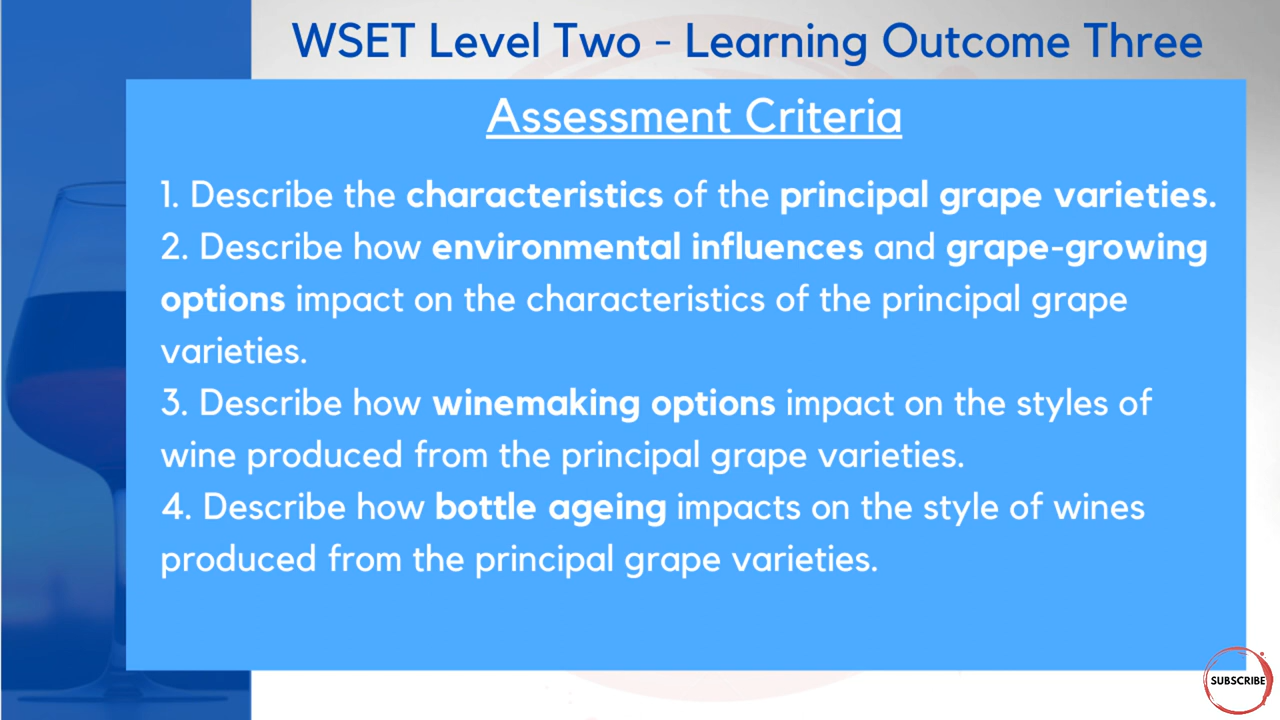 WSET Level Two - Learning Outcome Three
Assessment Criteria
1. Describe the characteristics of the principal grape varieties.
2. Describe how environmental influences and grape-growing
options impact on the characteristics of the principal grape
varieties.
3. Describe how winemaking options impact on the styles of
wine produced from the principal grape varieties.
4. Describe how bottle ageing impacts on the style of wines
produced from the principal grape varieties.
SUBSCRIBE